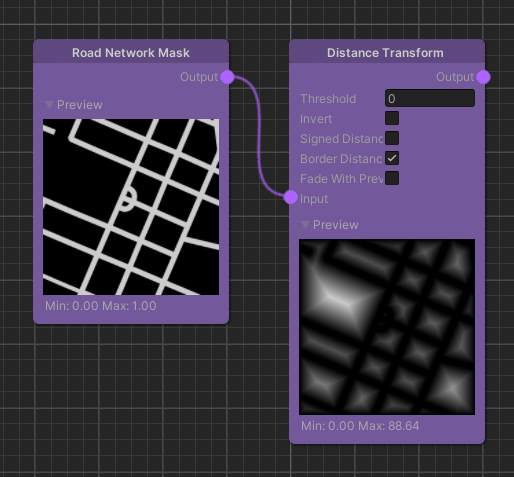 Road Network Mask
Output
Preview
Min: 0.00 Max: 1.00
Distance Transform
Output
Threshold 0
Invert
Signed Distanc
Border Distanc
Fade With Prev
Input
Preview
Min: 0.00 Max: 88.64